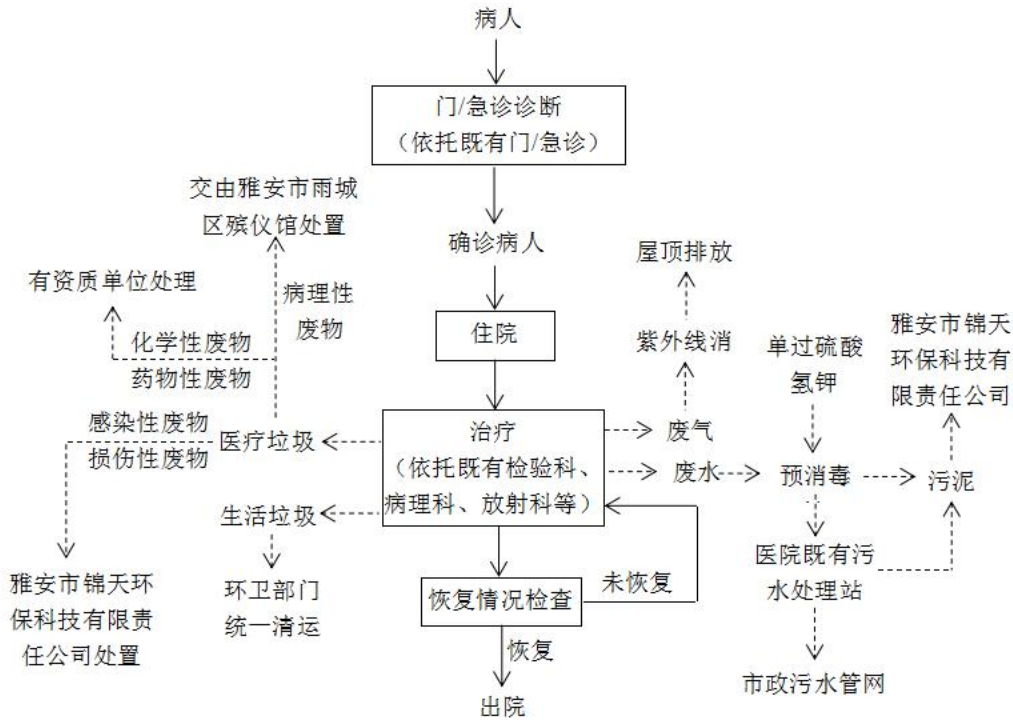 病人
门/急诊诊断
（依托既有门/急诊）
交由雅安市雨城
区殡仪馆处置
确诊病人
屋顶排放
有资质单位处理
病理性
废物
住院
紫外线消
单过硫酸
氢钾
雅安市锦天
环保科技有
限责任公司
化学性废物
药物性废物
感染性废物
损伤性废物
医疗垃圾
治疗
（依托既有检验科、
病理科、放射科等）
废气
废水
预消毒
污泥
生活垃圾
医院既有污
水处理站
雅安市锦天环
保科技有限责
任公司处置
环卫部门
统一清运
恢复情况检查
未恢复
恢复
市政污水管网
出院